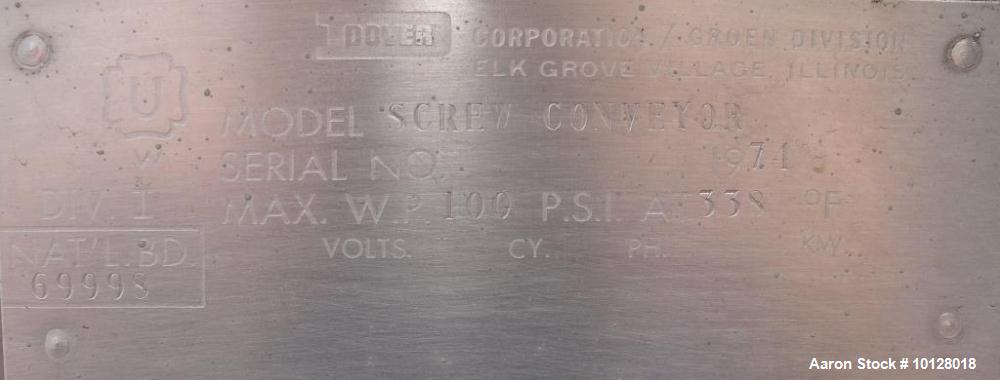 DOVER CORPORATION / GROEN DIVISION
ELK GROVE VILLAGE, ILLINOIS
U
MODEL SCREW CONVEYOR
W
SERIAL NO. 1974
DIV. I MAX. W.P. 100 P.S.I. AT 338 °F
NAT'L. BD. VOLTS. CY. PH. KW.
69998
Aaron Stock # 10128018